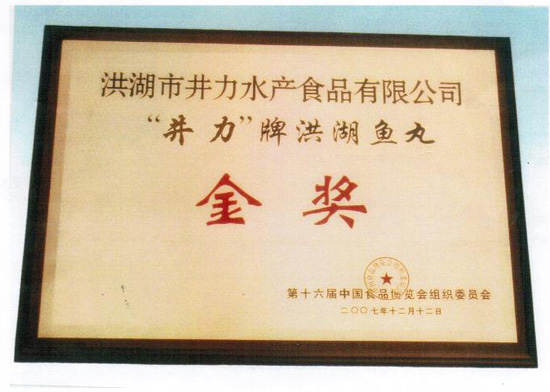 洪湖市井力水产食品有限公司
“井力”牌洪湖鱼丸
金奖
第十六届中国食品博览会组织委员会
二〇〇七年十二月十二日